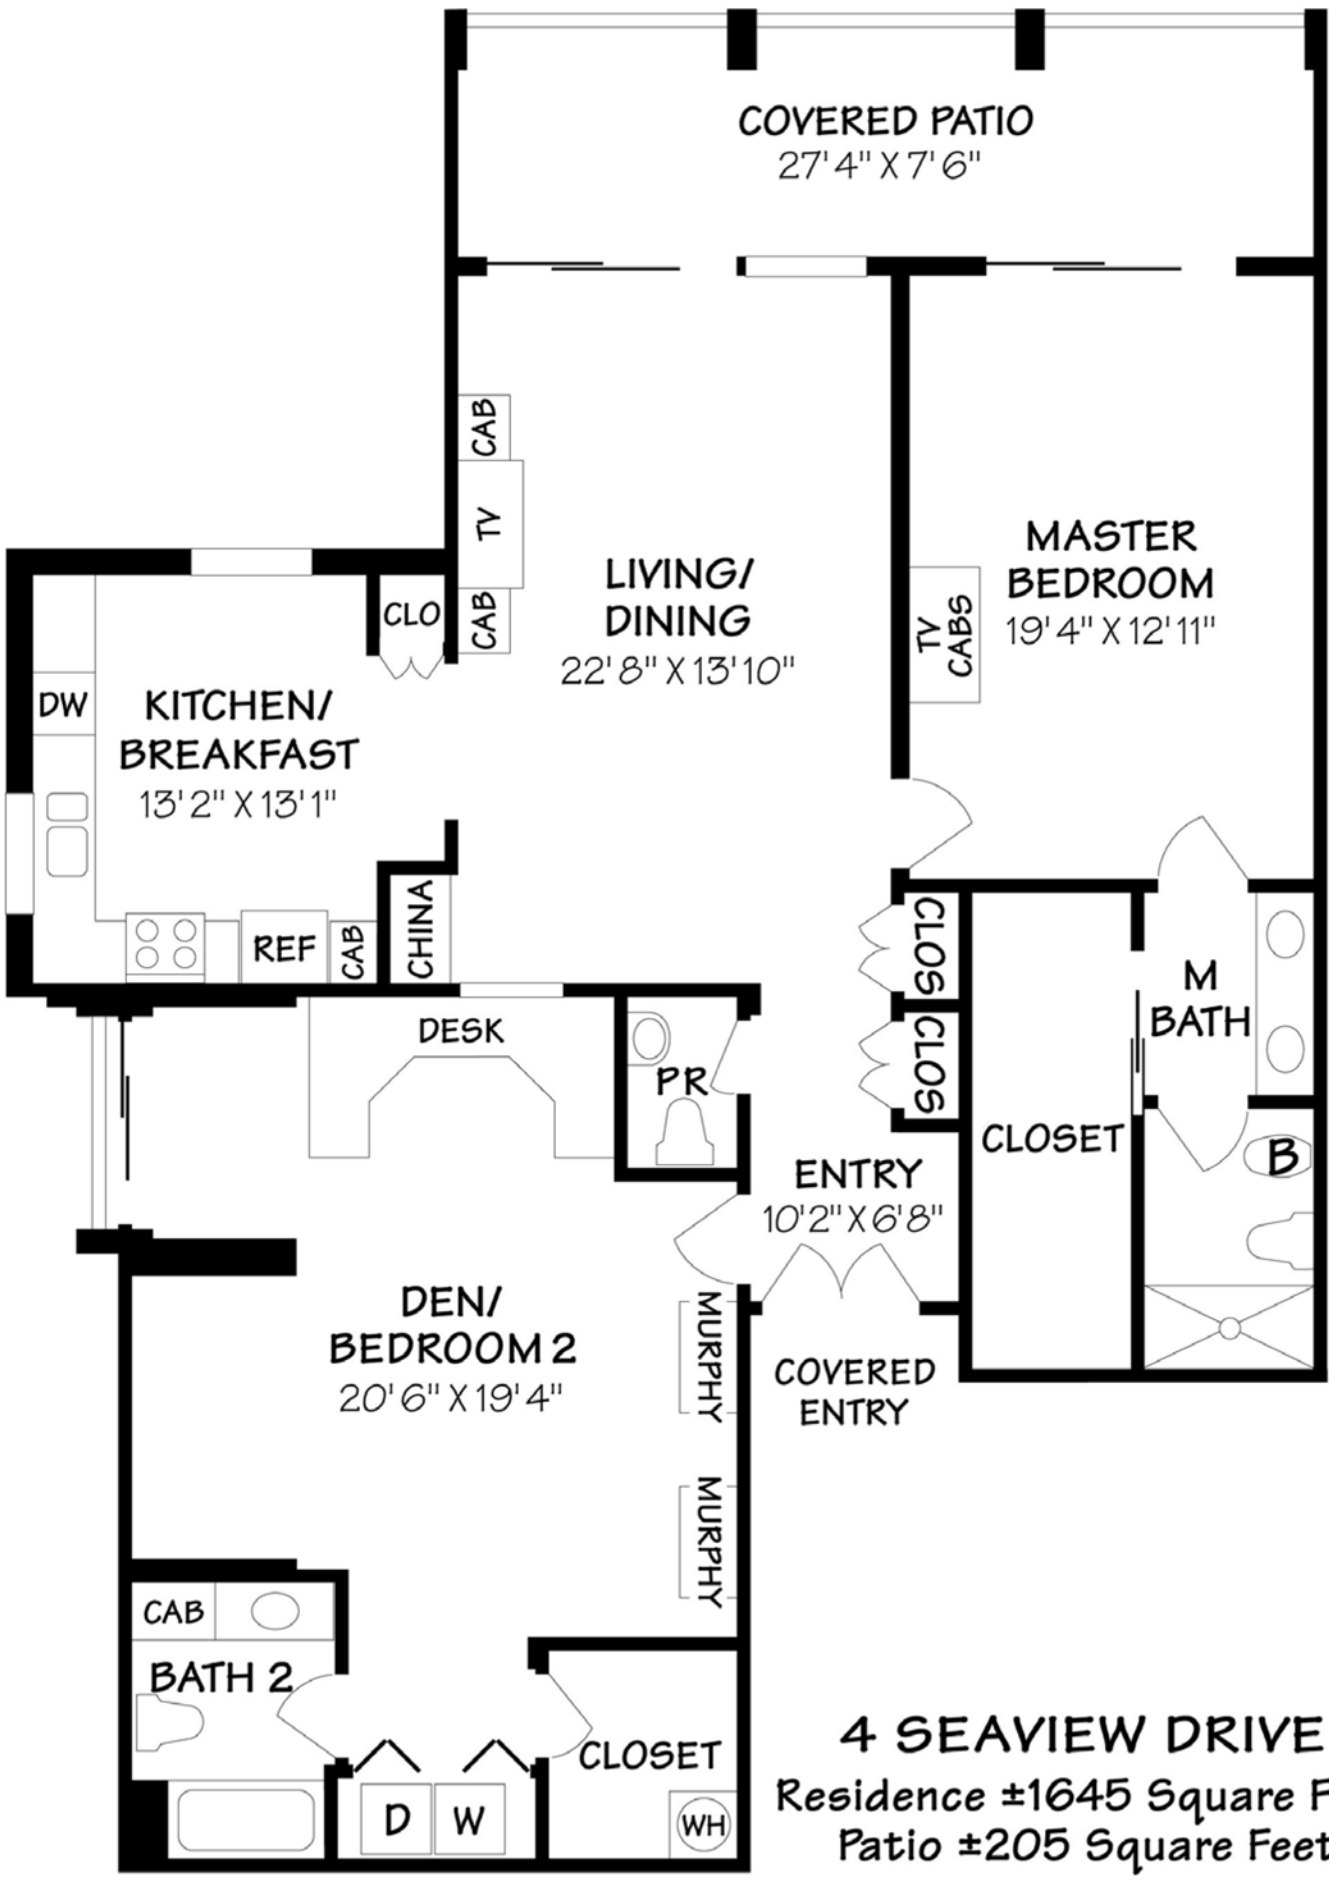 COVERED PATIO
27'4" X 7'6"
CAB
TV
CAB
LIVING/
DINING
22'8" X 13'10"
MASTER
BEDROOM
19'4" X 12'11"
TV
CABS
CLO
DW
KITCHEN/
BREAKFAST
13'2" X 13'1"
REF
CAB
CHINA
CLOS
CLOS
M
BATH
DESK
PR
CLOSET
B
ENTRY
10'2" X 6'8"
DEN/
BEDROOM 2
20'6" X 19'4"
MURPHY
COVERED
ENTRY
MURPHY
CAB
BATH 2
CLOSET
D
W
WH
4 SEAVIEW DRIVE
Residence ±1645 Square F
Patio ±205 Square Feet